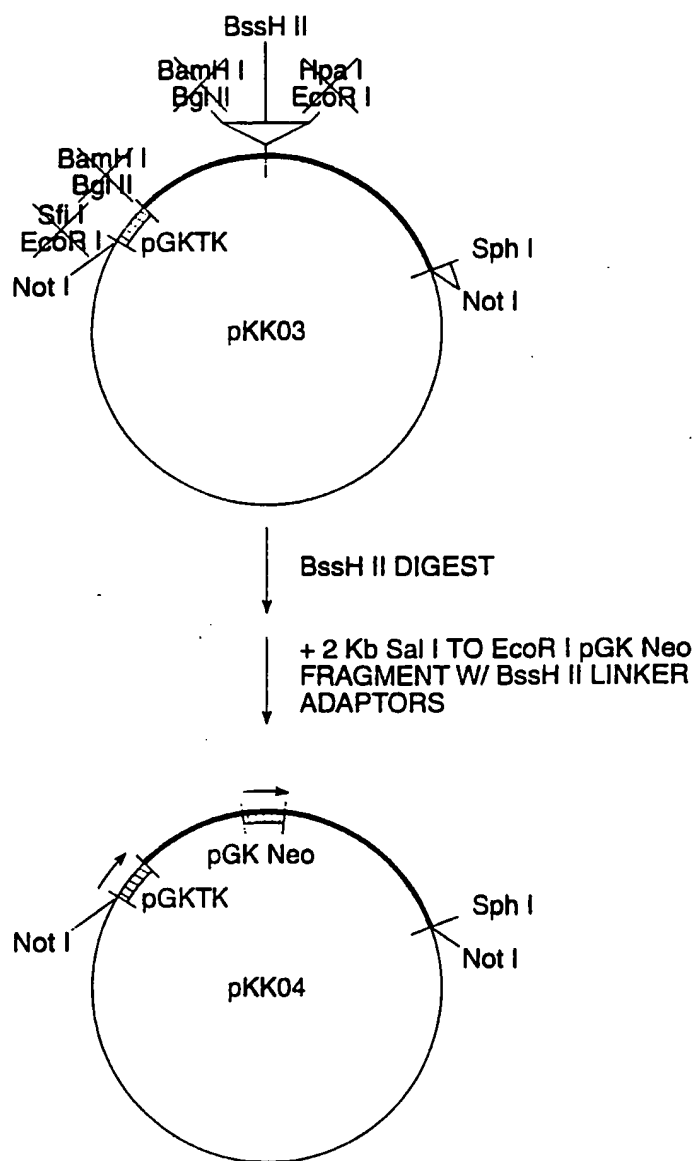 BssH II
BamH I
Bgl II
Hpa I
EcoR I
BamH I
Bgl II
Sfi I
EcoR I
pGKTK
Not I
Sph I
Not I
pKK03
BssH II DIGEST
+ 2 Kb Sal I TO EcoR I pGK Neo
FRAGMENT W/ BssH II LINKER
ADAPTORS
pGK Neo
pGKTK
Not I
Sph I
Not I
pKK04